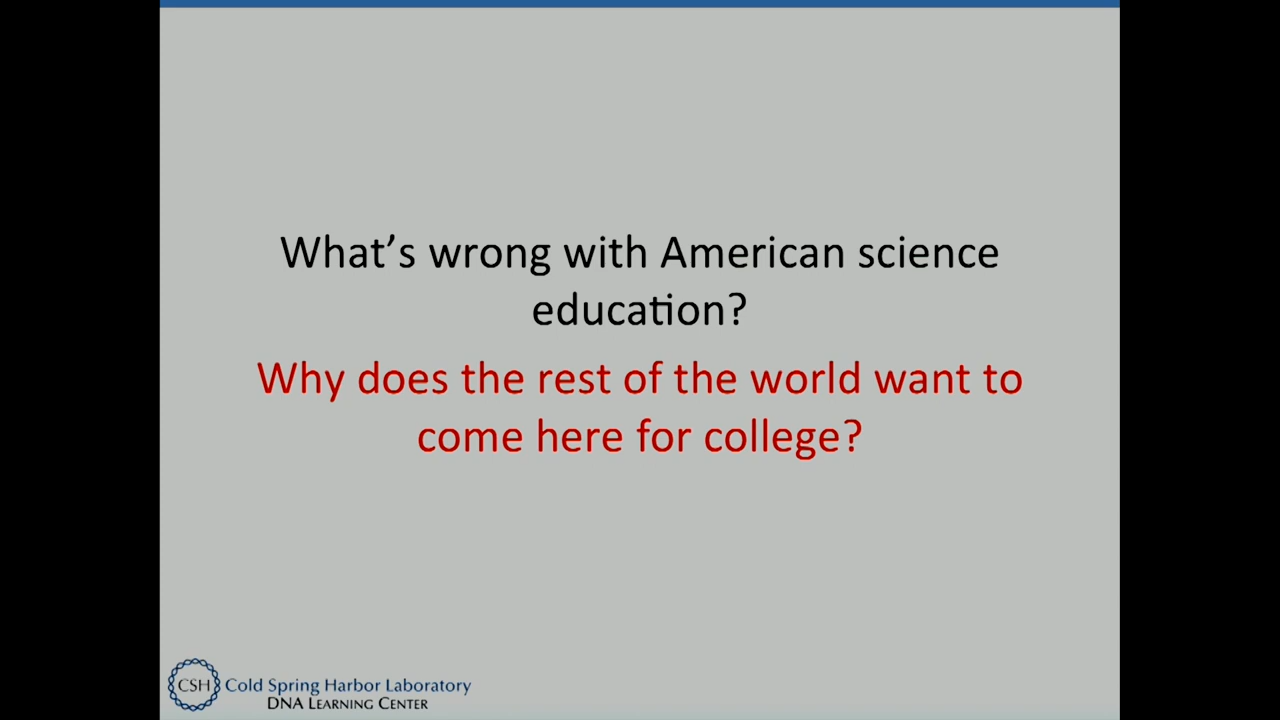 What’s wrong with American science
education?
Why does the rest of the world want to
come here for college?
CSH Cold Spring Harbor Laboratory
DNA LEARNING CENTER